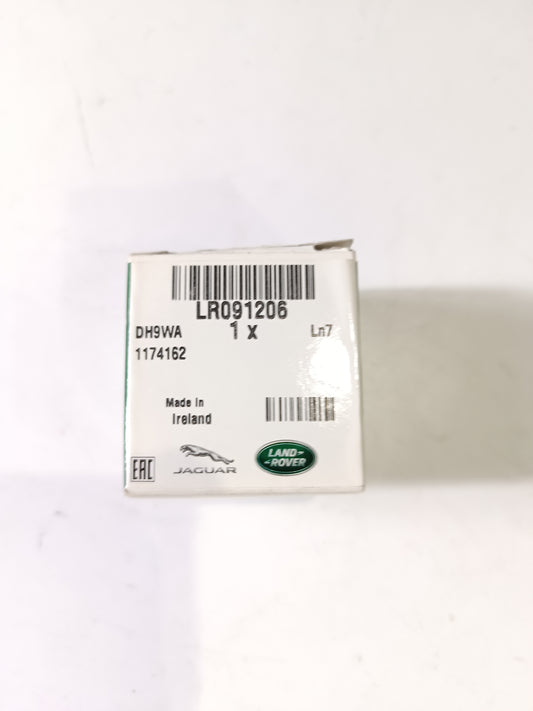 LR091206
DH9WA 1 x Ln7
1174162
Made In
Ireland
EAC
JAGUAR
LAND-
-ROVER